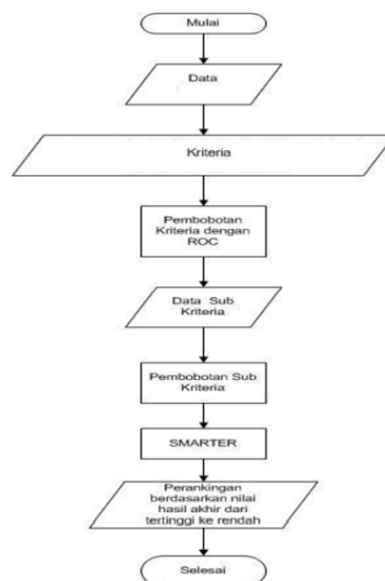 Mulai
Data
Kriteria
Pembobotan
Kriteria dengan
ROC
Data Sub
Kriteria
Pembobotan Sub
Kriteria
SMARTER
Perankingan
berdasarkan nilai
hasil akhir dari
tertinggi ke rendah
Selesai